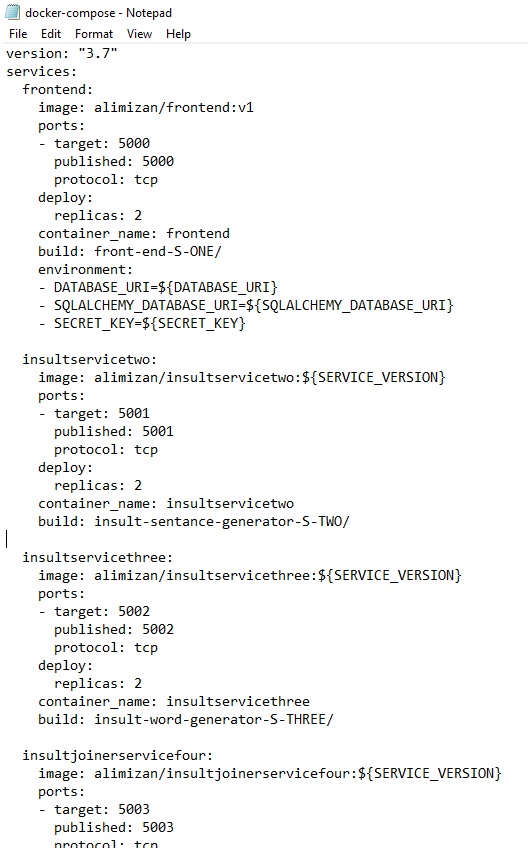 docker-compose - Notepad
File Edit Format View Help
version: "3.7"
services:
  frontend:
    image: alimizan/frontend:v1
    ports:
    - target: 5000
      published: 5000
      protocol: tcp
    deploy:
      replicas: 2
    container_name: frontend
    build: front-end-S-ONE/
    environment:
    - DATABASE_URI=${DATABASE_URI}
    - SQLALCHEMY_DATABASE_URI=${SQLALCHEMY_DATABASE_URI}
    - SECRET_KEY=${SECRET_KEY}

  insultservicetwo:
    image: alimizan/insultservicetwo:${SERVICE_VERSION}
    ports:
    - target: 5001
      published: 5001
      protocol: tcp
    deploy:
      replicas: 2
    container_name: insultservicetwo
    build: insult-sentance-generator-S-TWO/

  insultservicethree:
    image: alimizan/insultservicethree:${SERVICE_VERSION}
    ports:
    - target: 5002
      published: 5002
      protocol: tcp
    deploy:
      replicas: 2
    container_name: insultservicethree
    build: insult-word-generator-S-THREE/

  insultjoinerservicefour:
    image: alimizan/insultjoinerservicefour:${SERVICE_VERSION}
    ports:
    - target: 5003
      published: 5003
      protocol: tcp